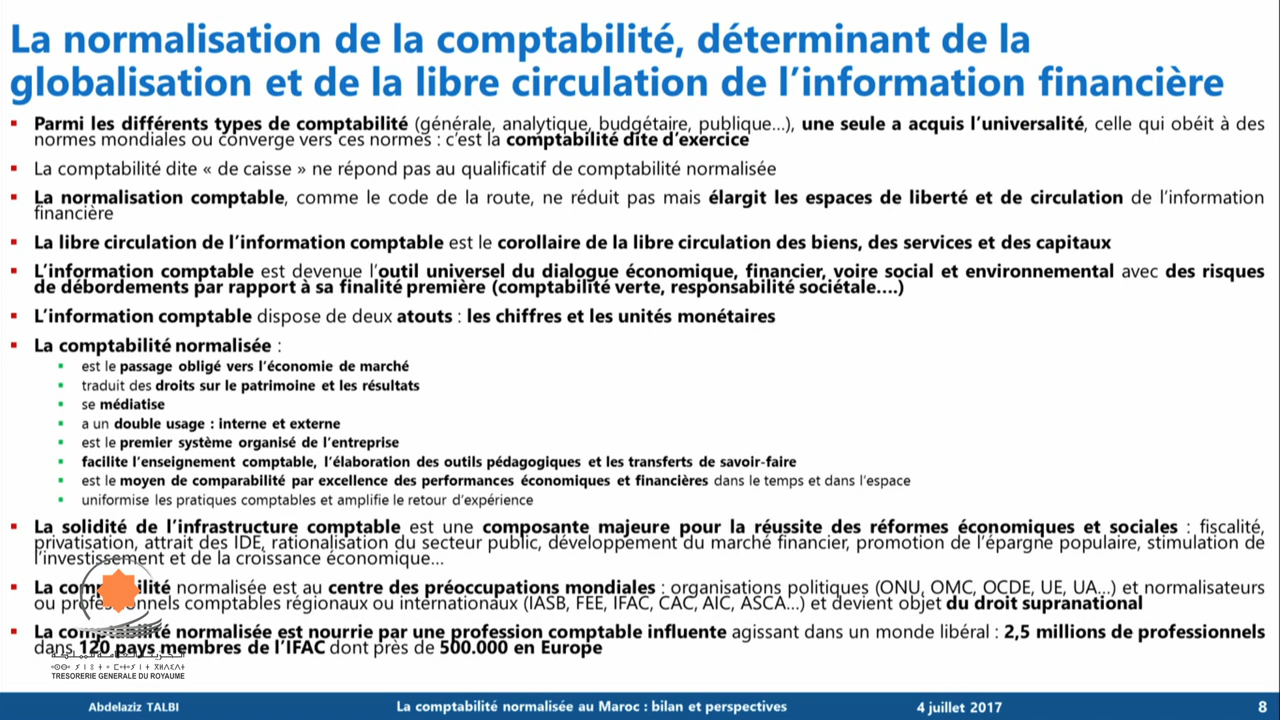 La normalisation de la comptabilité, déterminant de la
globalisation et de la libre circulation de l’information financière
Parmi les différents types de comptabilité (générale, analytique, budgétaire, publique…), une seule a acquis l’universalité, celle qui obéit à des
normes mondiales ou converge vers ces normes : c’est la comptabilité dite d’exercice
La comptabilité dite « de caisse » ne répond pas au qualificatif de comptabilité normalisée
La normalisation comptable, comme le code de la route, ne réduit pas mais élargit les espaces de liberté et de circulation de l’information
financière
La libre circulation de l’information comptable est le corollaire de la libre circulation des biens, des services et des capitaux
L’information comptable est devenue l’outil universel du dialogue économique, financier, voire social et environnemental avec des risques
de débordements par rapport à sa finalité première (comptabilité verte, responsabilité sociétale….)
L’information comptable dispose de deux atouts : les chiffres et les unités monétaires
La comptabilité normalisée :
est le passage obligé vers l’économie de marché
traduit des droits sur le patrimoine et les résultats
se médiatise
a un double usage : interne et externe
est le premier système organisé de l’entreprise
facilite l’enseignement comptable, l’élaboration des outils pédagogiques et les transferts de savoir-faire
est le moyen de comparabilité par excellence des performances économiques et financières dans le temps et dans l’espace
uniformise les pratiques comptables et amplifie le retour d’expérience
La solidité de l’infrastructure comptable est une composante majeure pour la réussite des réformes économiques et sociales : fiscalité,
privatisation, attrait des IDE, rationalisation du secteur public, développement du marché financier, promotion de l’épargne populaire, stimulation de
l’investissement et de la croissance économique…
La comptabilité normalisée est au centre des préoccupations mondiales : organisations politiques (ONU, OMC, OCDE, UE, UA…) et normalisateurs
ou professionnels comptables régionaux ou internationaux (IASB, FEE, IFAC, CAC, AIC, ASCA…) et devient objet du droit supranational
La comptabilité normalisée est nourrie par une profession comptable influente agissant dans un monde libéral : 2,5 millions de professionnels
dans 120 pays membres de l’IFAC dont près de 500.000 en Europe
TRESORERIE GENERALE DU ROYAUME
Abdelaziz TALBI
La comptabilité normalisée au Maroc : bilan et perspectives
4 juillet 2017
8